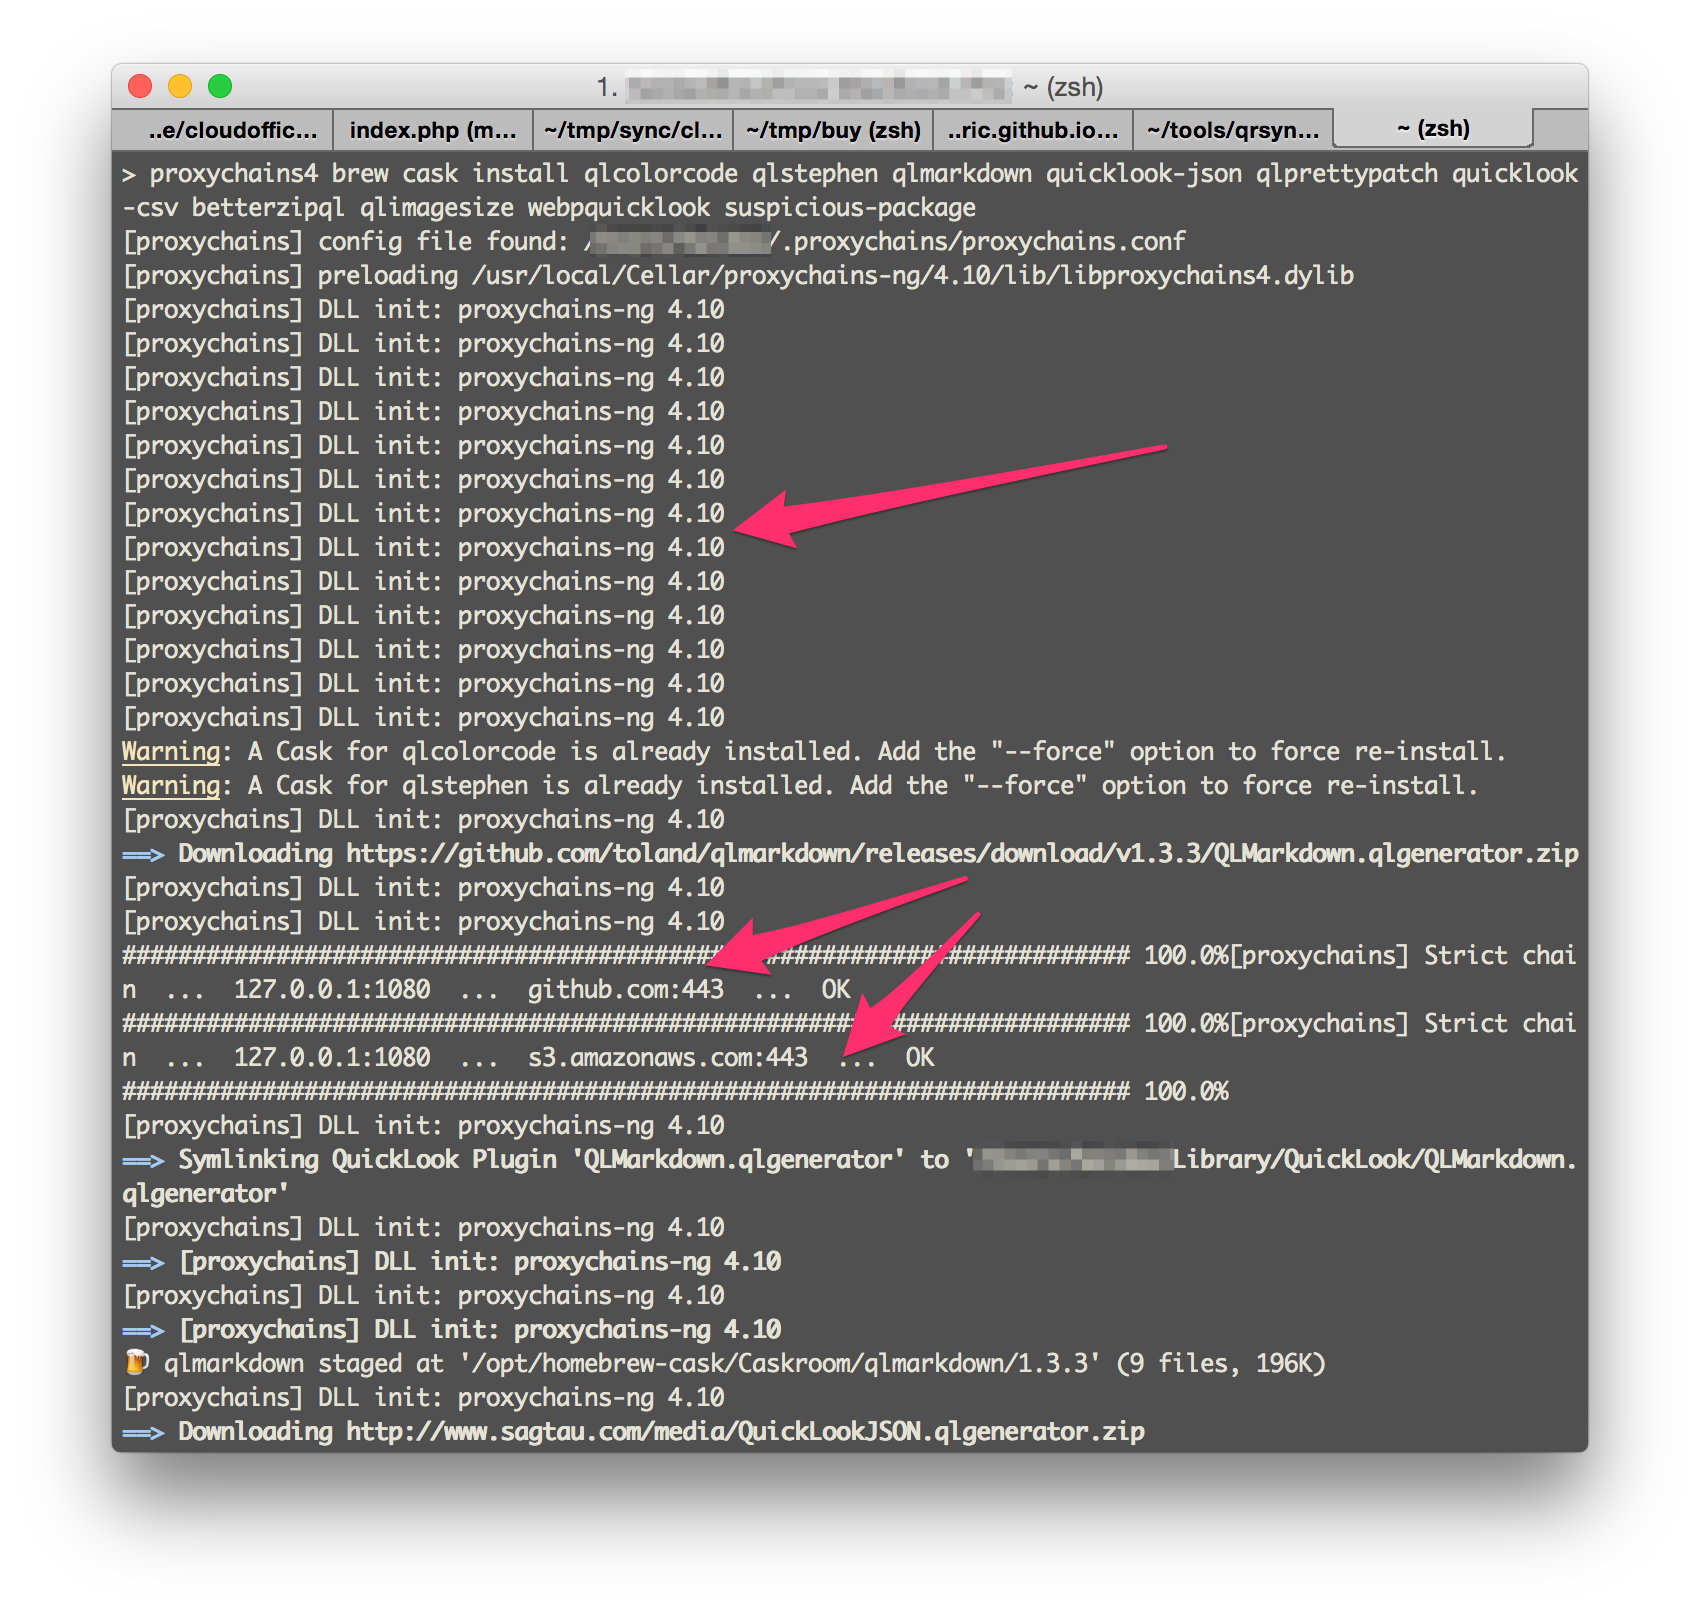 1. ~ (zsh)
..e/cloudoffic... index.php (m... ~/tmp/sync/cl... ~/tmp/buy (zsh) ..ric.github.io... ~/tools/qrsyn... ~ (zsh)
> proxychains4 brew cask install qlcolorcode qlstephen qlmarkdown quicklook-json qlprettypatch quicklook
-csv betterzipql qlimagesize webpquicklook suspicious-package
[proxychains] config file found: / /.proxychains/proxychains.conf
[proxychains] preloading /usr/local/Cellar/proxychains-ng/4.10/lib/libproxychains4.dylib
[proxychains] DLL init: proxychains-ng 4.10
[proxychains] DLL init: proxychains-ng 4.10
[proxychains] DLL init: proxychains-ng 4.10
[proxychains] DLL init: proxychains-ng 4.10
[proxychains] DLL init: proxychains-ng 4.10
[proxychains] DLL init: proxychains-ng 4.10
[proxychains] DLL init: proxychains-ng 4.10
[proxychains] DLL init: proxychains-ng 4.10
[proxychains] DLL init: proxychains-ng 4.10
[proxychains] DLL init: proxychains-ng 4.10
[proxychains] DLL init: proxychains-ng 4.10
[proxychains] DLL init: proxychains-ng 4.10
[proxychains] DLL init: proxychains-ng 4.10
Warning: A Cask for qlcolorcode is already installed. Add the "--force" option to force re-install.
Warning: A Cask for qlstephen is already installed. Add the "--force" option to force re-install.
[proxychains] DLL init: proxychains-ng 4.10
==> Downloading https://github.com/toland/qlmarkdown/releases/download/v1.3.3/QLMarkdown.qlgenerator.zip
[proxychains] DLL init: proxychains-ng 4.10
[proxychains] DLL init: proxychains-ng 4.10
######################################################################## 100.0%[proxychains] Strict chai
n ... 127.0.0.1:1080 ... github.com:443 ... OK
######################################################################## 100.0%[proxychains] Strict chai
n ... 127.0.0.1:1080 ... s3.amazonaws.com:443 ... OK
######################################################################## 100.0%
[proxychains] DLL init: proxychains-ng 4.10
==> Symlinking QuickLook Plugin 'QLMarkdown.qlgenerator' to ' Library/QuickLook/QLMarkdown.
qlgenerator'
[proxychains] DLL init: proxychains-ng 4.10
==> [proxychains] DLL init: proxychains-ng 4.10
[proxychains] DLL init: proxychains-ng 4.10
==> [proxychains] DLL init: proxychains-ng 4.10
🍺 qlmarkdown staged at '/opt/homebrew-cask/Caskroom/qlmarkdown/1.3.3' (9 files, 196K)
[proxychains] DLL init: proxychains-ng 4.10
==> Downloading http://www.sagtau.com/media/QuickLookJSON.qlgenerator.zip